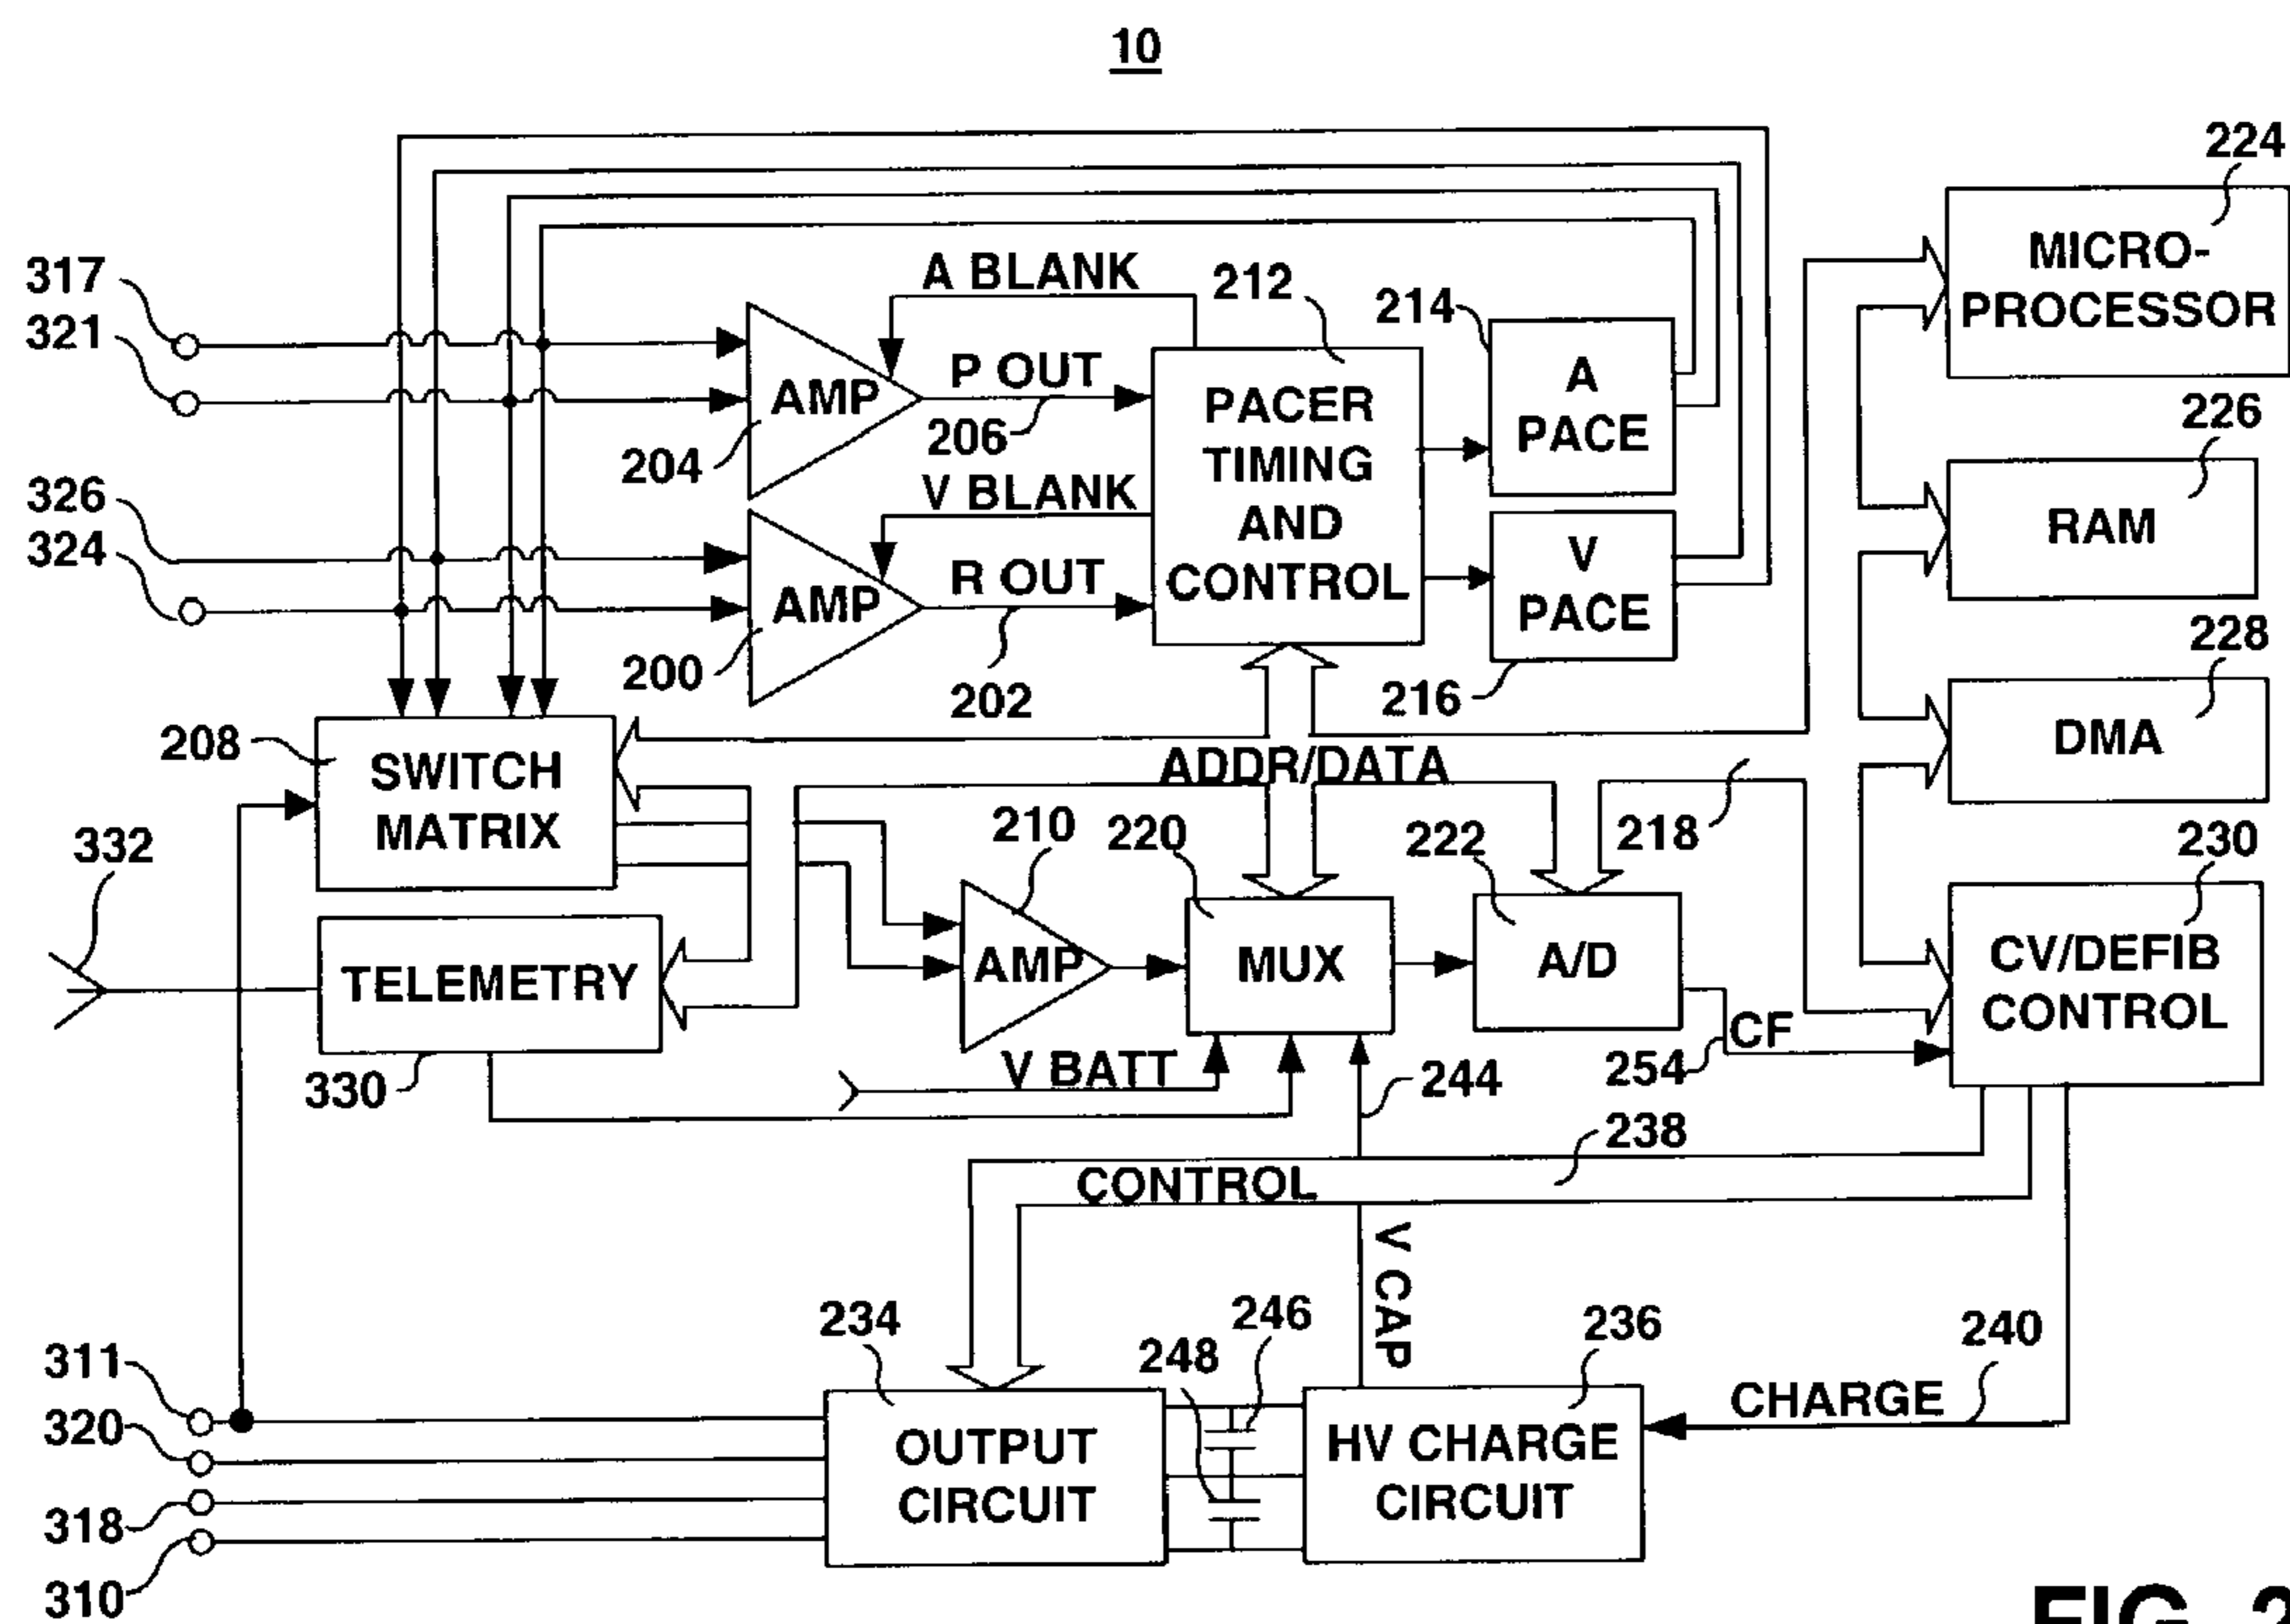 10
224
MICRO-
PROCESSOR
317
321
A BLANK
212
214
A
PACE
AMP
P OUT
206
204
PACER
TIMING
AND
CONTROL
226
RAM
326
324
V BLANK
R OUT
AMP
200
202
V
PACE
216
228
DMA
208
SWITCH
MATRIX
ADDR/DATA
218
332
210
220
222
230
TELEMETRY
330
AMP
MUX
A/D
CV/DEFIB
CONTROL
CF
254
V BATT
244
238
CONTROL
V CAP
234
248
246
236
240
311
320
318
310
OUTPUT
CIRCUIT
HV CHARGE
CIRCUIT
CHARGE
FIG. 2